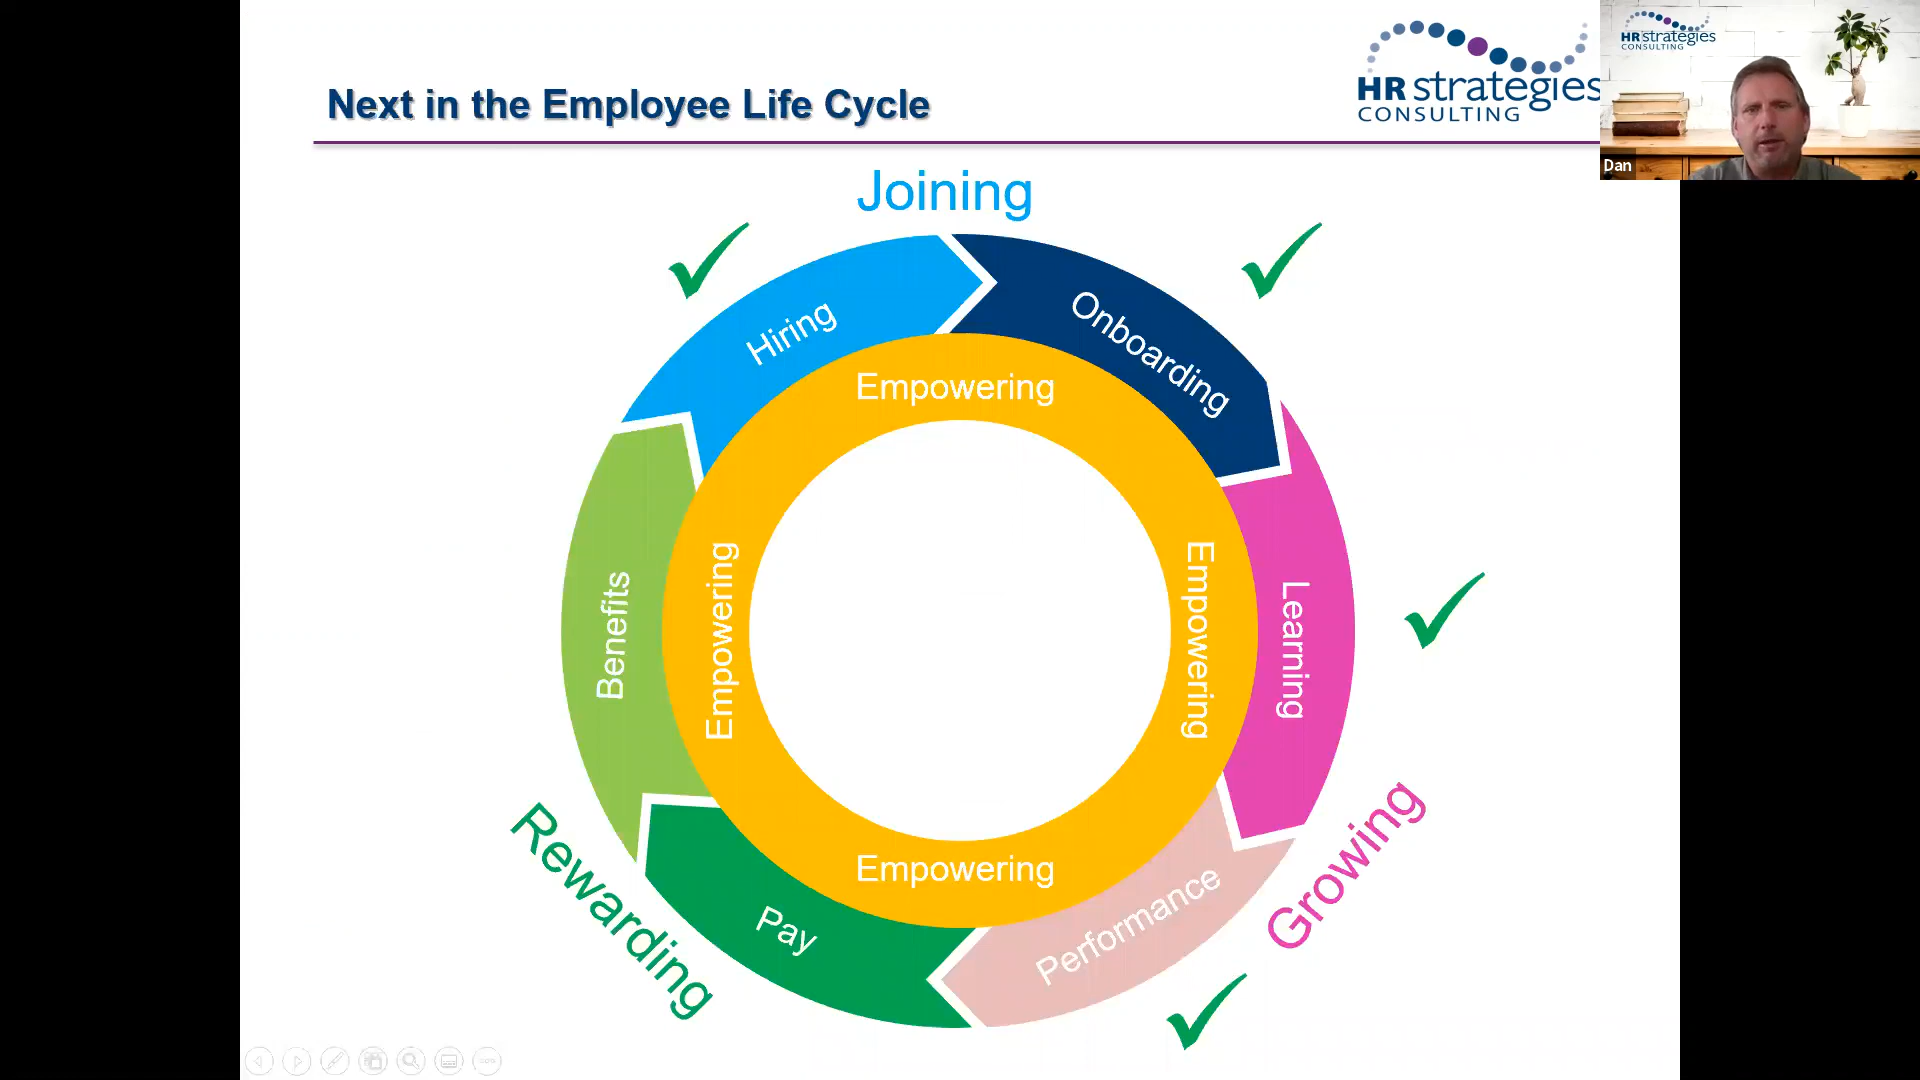 Next in the Employee Life Cycle
HR strategies
CONSULTING
HR strategies
CONSULTING
Dan
Joining
Hiring
Onboarding
Empowering
Benefits
Empowering
Empowering
Learning
Empowering
Pay
Performance
Rewarding
Growing